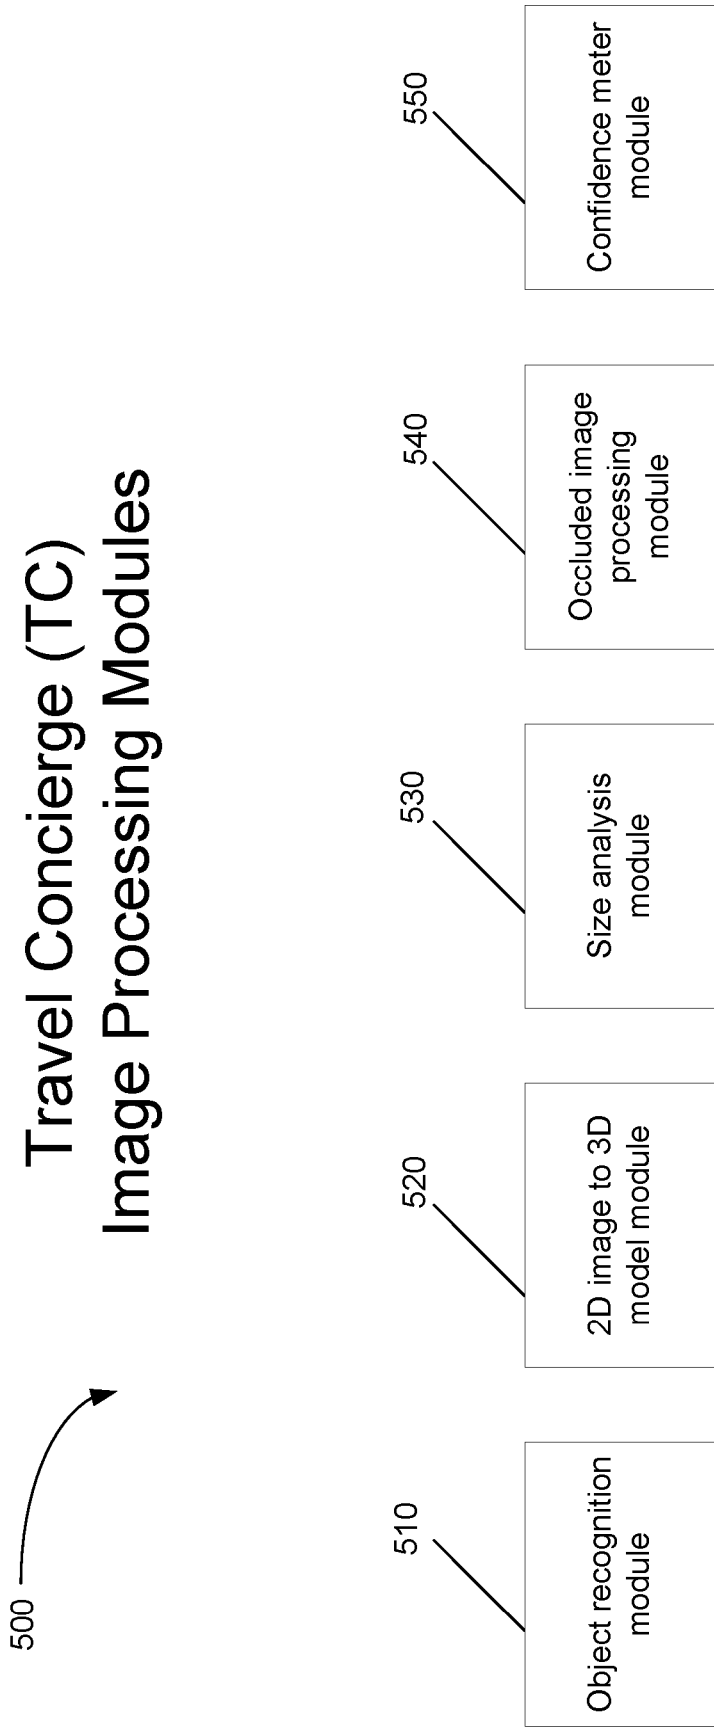 500
Travel Concierge (TC)
Image Processing Modules
510
520
530
540
550
Object recognition
module
2D image to 3D
model module
Size analysis
module
Occluded image
processing
module
Confidence meter
module